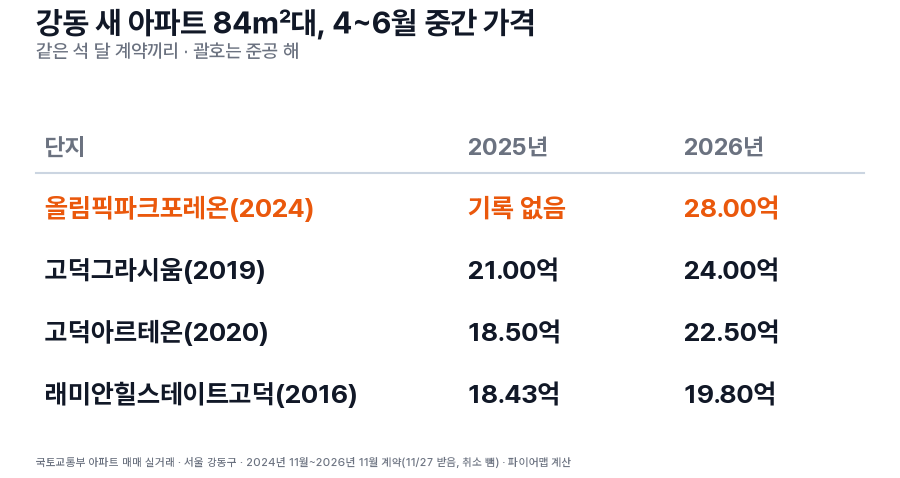 강동 새 아파트 84m²대, 4~6월 중간 가격
같은 석 달 계약끼리 · 괄호는 준공 해
단지 2025년 2026년
올림픽파크포레온(2024) 기록 없음 28.00억
고덕그라시움(2019) 21.00억 24.00억
고덕아르테온(2020) 18.50억 22.50억
래미안힐스테이트고덕(2016) 18.43억 19.80억
국토교통부 아파트 매매 실거래 · 서울 강동구 · 2024년 11월~2026년 11월 계약(11/27 받음, 취소 뺌) · 파이어맵 계산